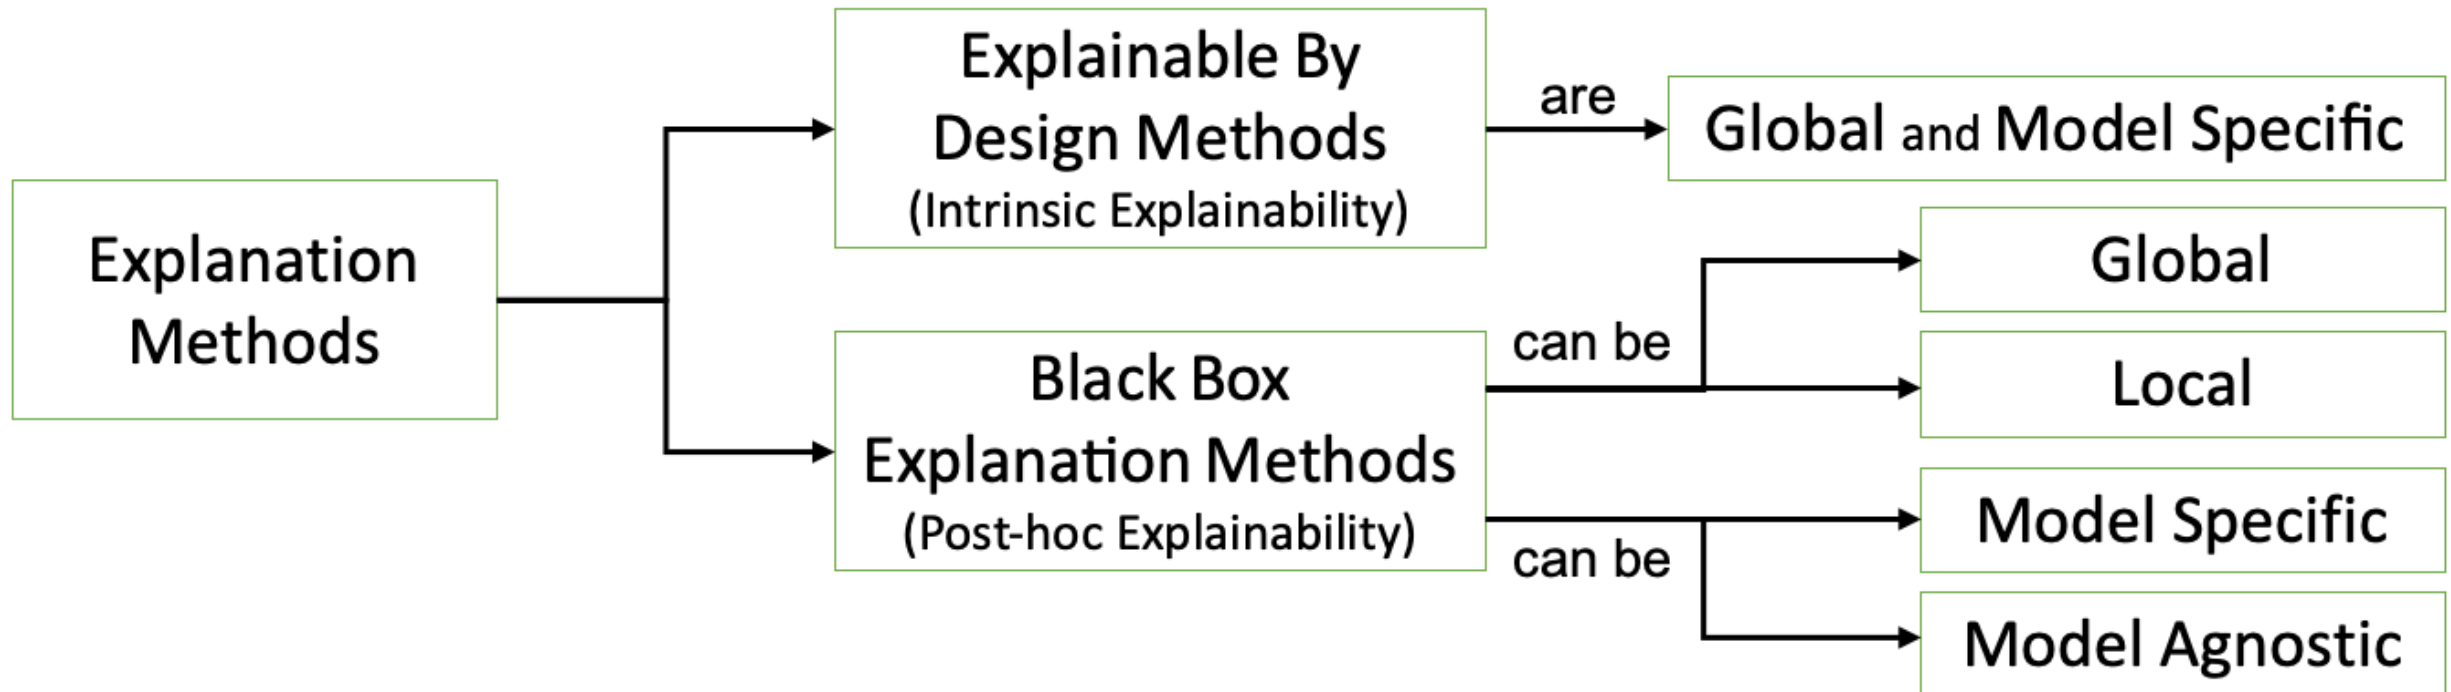 Explanation
Methods
Explainable By
Design Methods
(Intrinsic Explainability)
are
Global and Model Specific
Black Box
Explanation Methods
(Post-hoc Explainability)
can be
Global
Local
can be
Model Specific
Model Agnostic